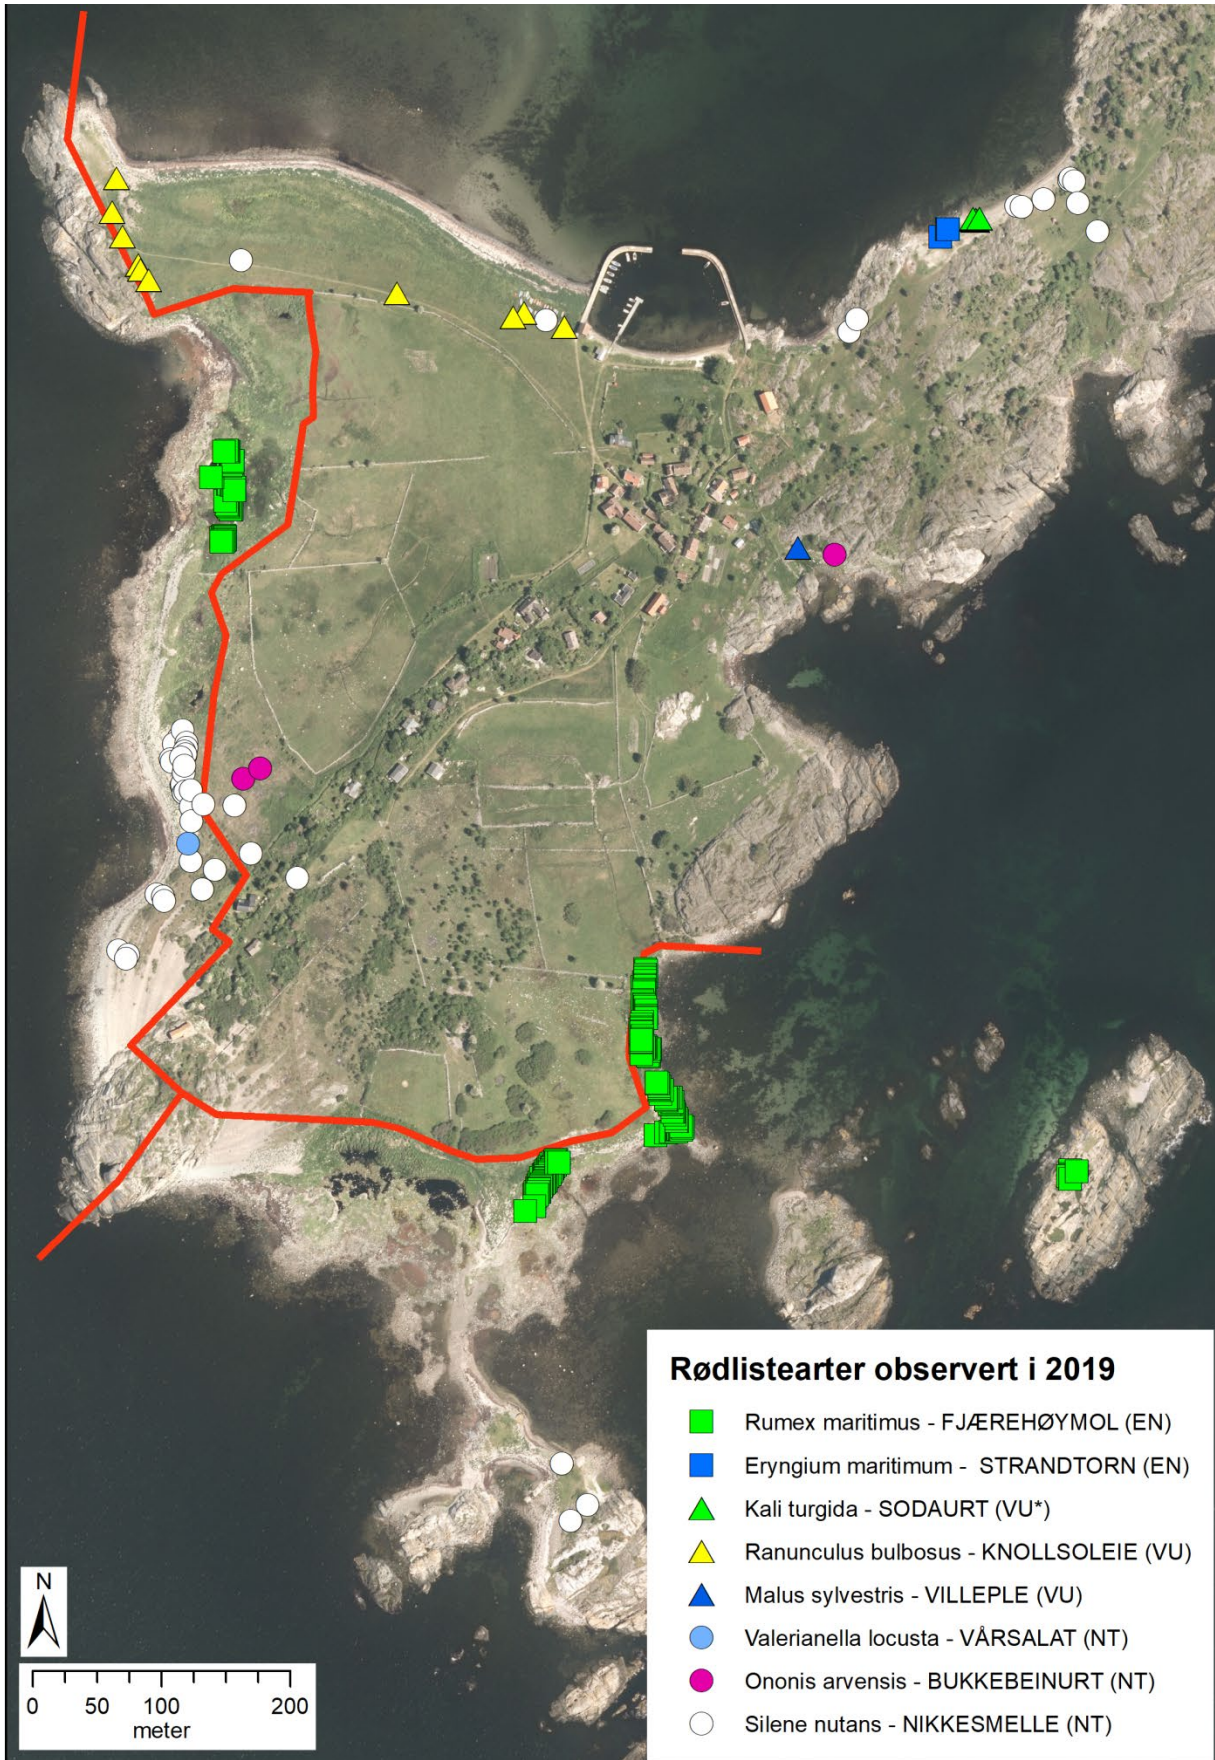 Rødlistearter observert i 2019
Rumex maritimus - FJÆREHØYMOL (EN)
Eryngium maritimum - STRANDTORN (EN)
Kali turgida - SODAURT (VU*)
Ranunculus bulbosus - KNOLLSOLEIE (VU)
Malus sylvestris - VILLEPLE (VU)
Valerianella locusta - VÅRSALAT (NT)
Ononis arvensis - BUKKEBEINURT (NT)
Silene nutans - NIKKESMELLE (NT)
N
0 50 100 200
meter